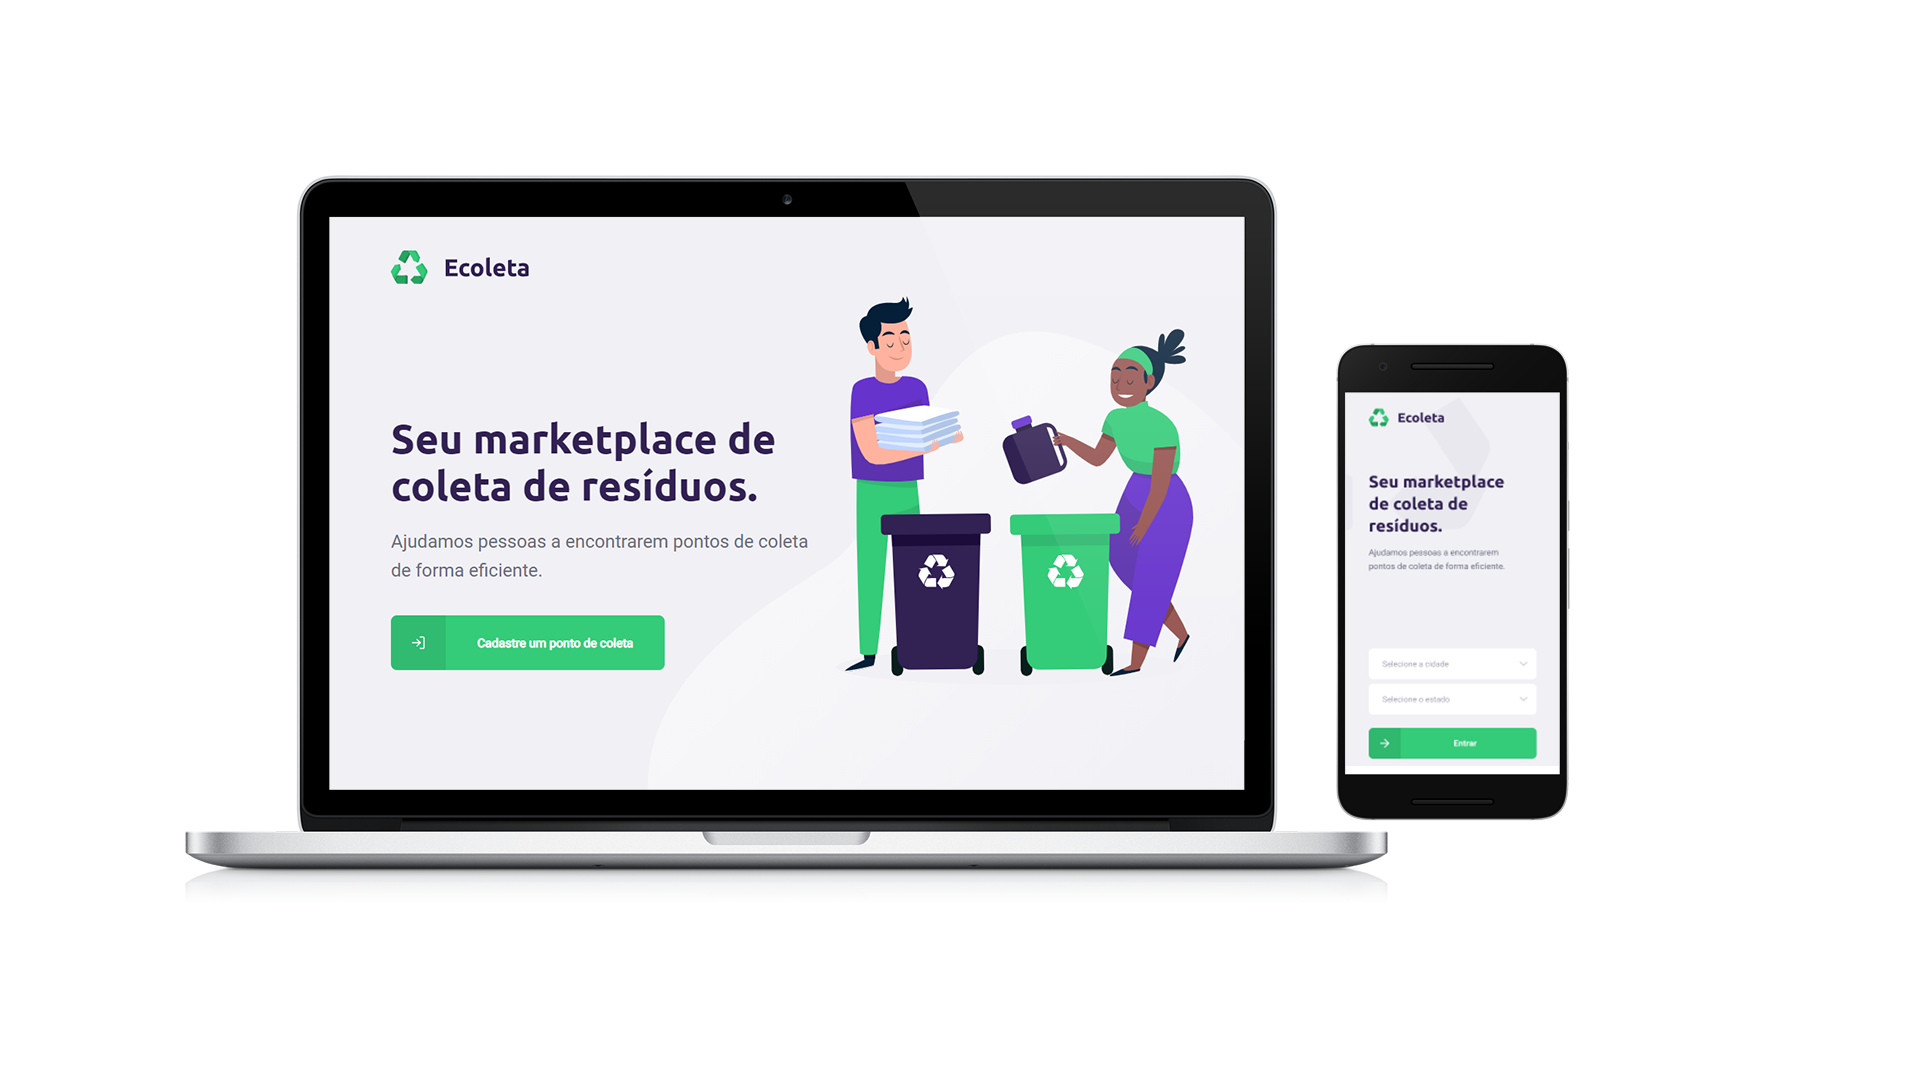 Ecoleta
Seu marketplace de
coleta de resíduos.
Ajudamos pessoas a encontrarem pontos de coleta
de forma eficiente.
Cadastre um ponto de coleta
Ecoleta
Seu marketplace
de coleta de
resíduos.
Ajudamos pessoas a encontrarem
pontos de coleta de forma eficiente.
Selecione a cidade
Selecione o estado
Entrar